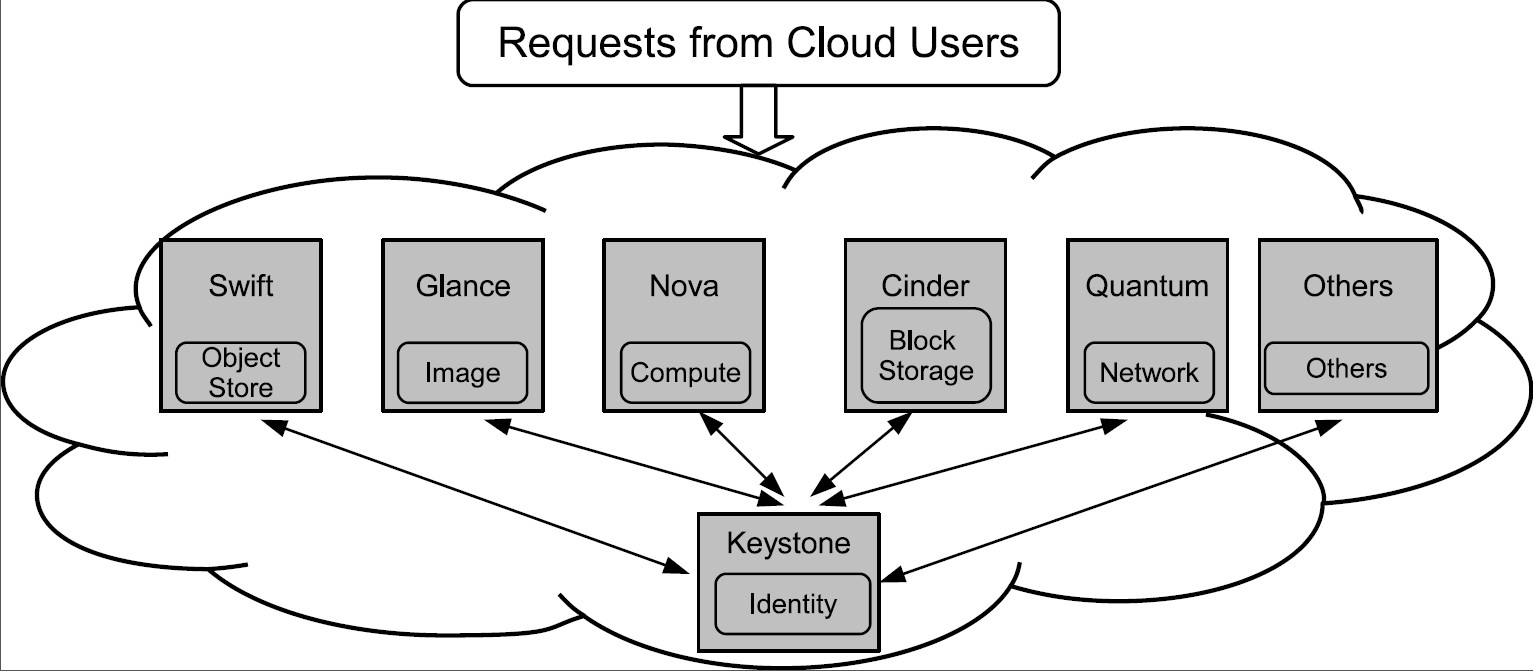 Requests from Cloud Users
Swift
Object
Store
Glance
Image
Nova
Compute
Cinder
Block
Storage
Quantum
Network
Others
Others
Keystone
Identity